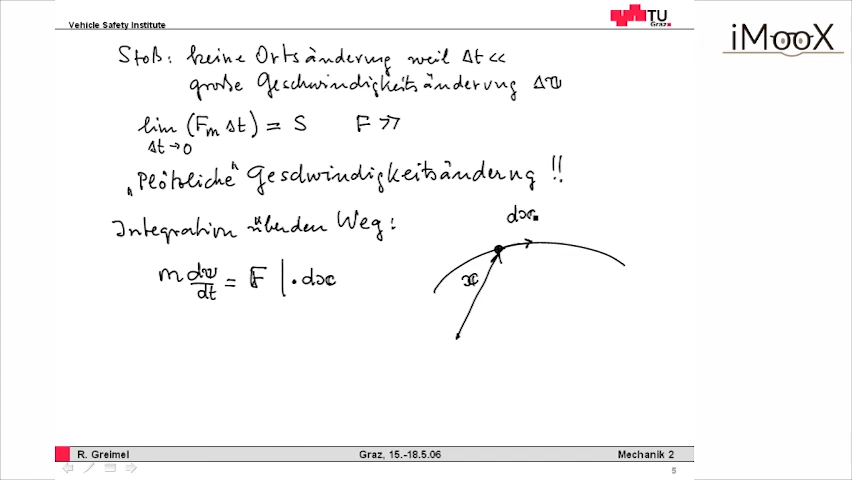 Vehicle Safety Institute
TU
Graz
iMooX
Stoß: keine Ortsänderung weil Δt <<
große Geschwindigkeitsänderung Δv
lim (Fm Δt) = S F >>
Δt→0
„Plötzliche" Geschwindigkeitsänderung !!
Integration über den Weg:
dx
m dv/dt = F | · dx
x
R. Greimel Graz, 15.-18.5.06 Mechanik 2
5